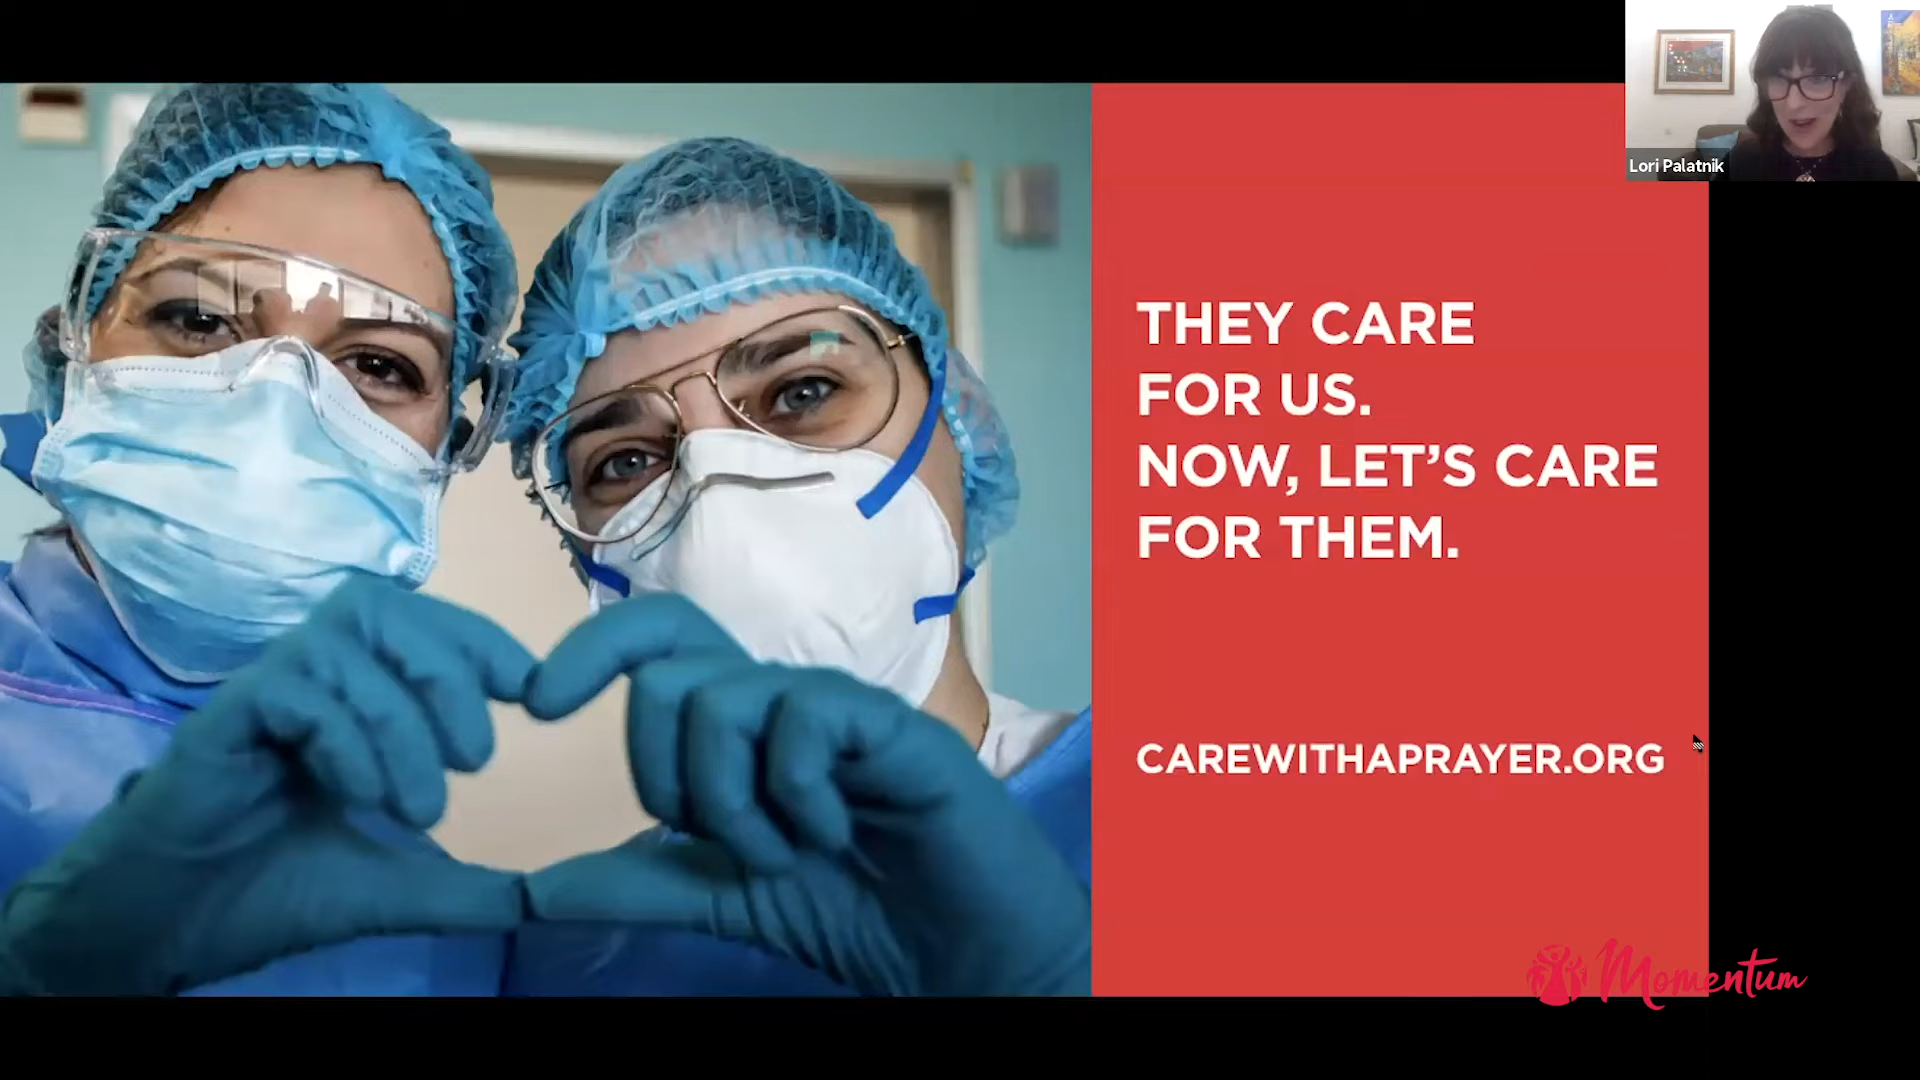 Lori Palatnik
THEY CARE
FOR US.
NOW, LET'S CARE
FOR THEM.
CAREWITHAPRAYER.ORG
Momentum